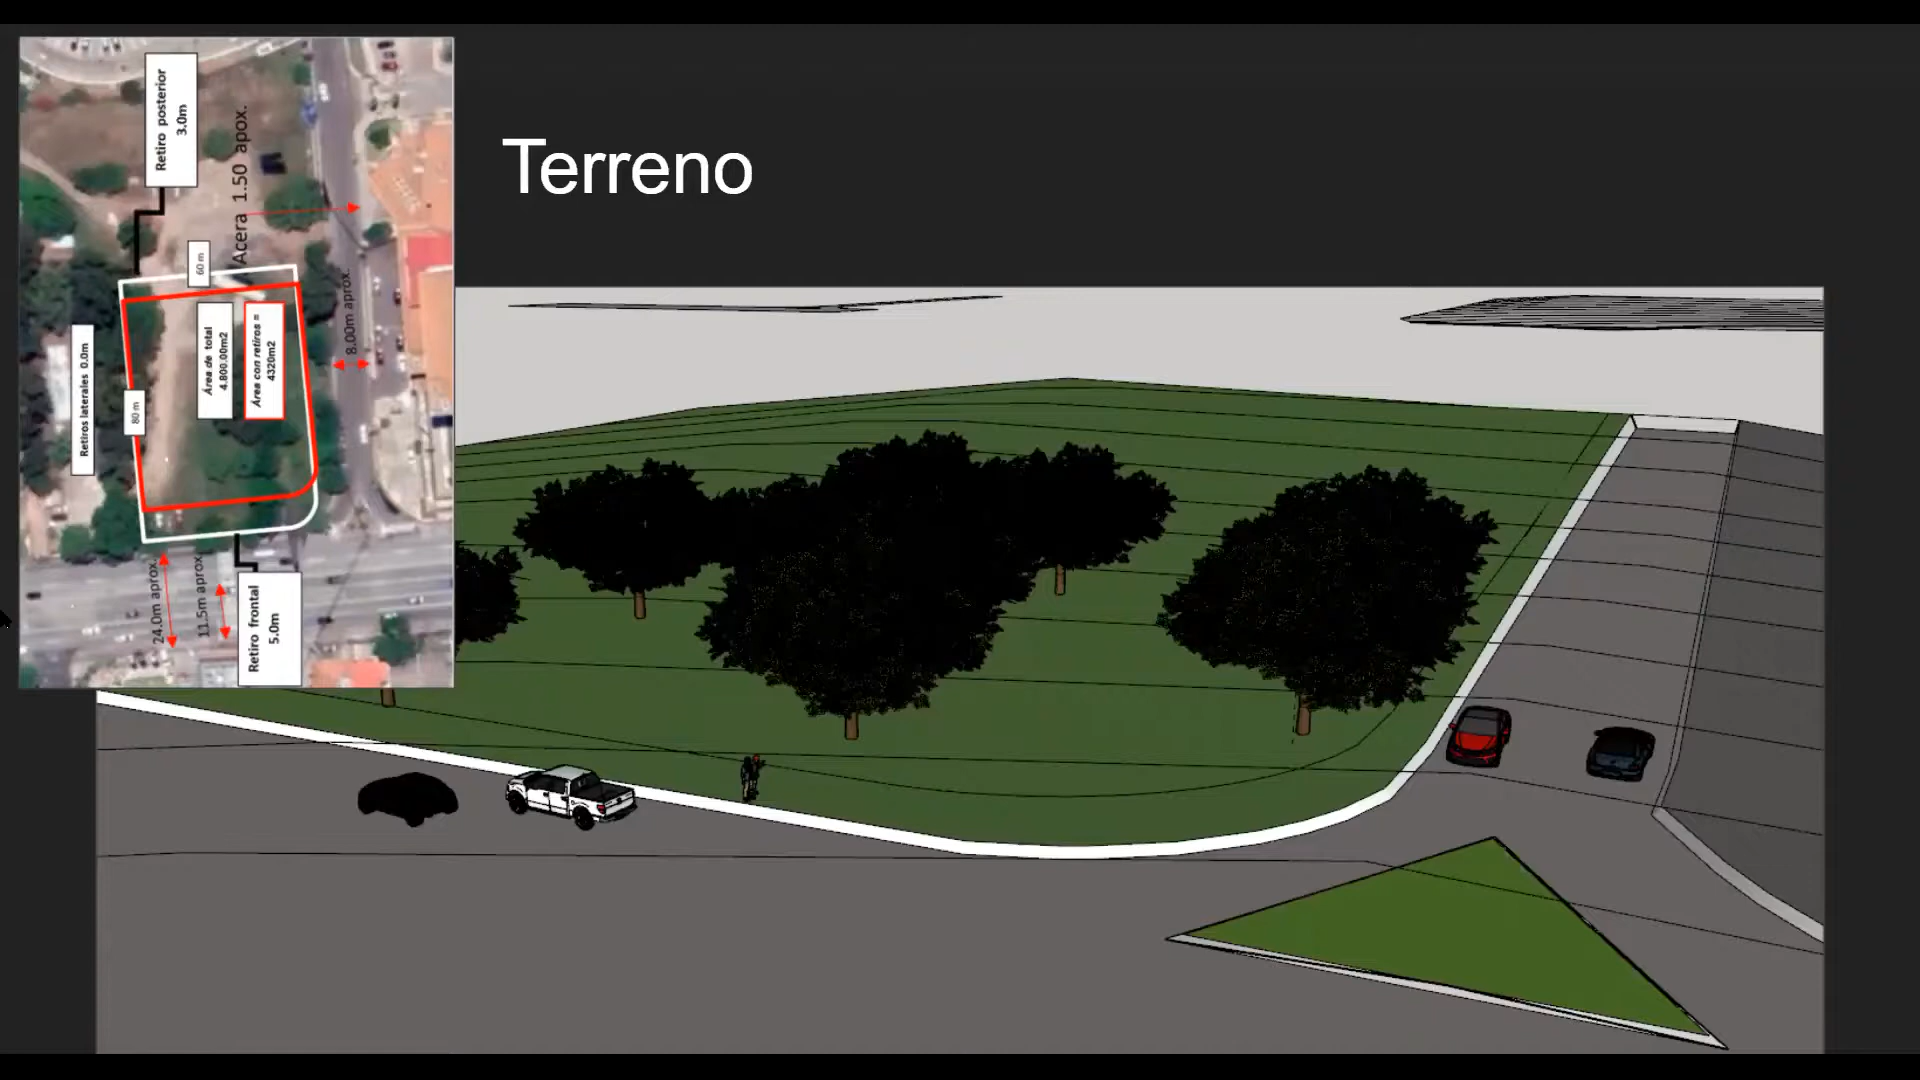 Terreno
Retiro posterior
3.0m
Acera 1.50 apox.
60 m
8.00m aprox.
Retiros laterales 0.0m
80 m
Área de total
4.800.00m2
Área con retiros =
4320m2
24.0m aprox.
11.5m aprox
Retiro frontal
5.0m